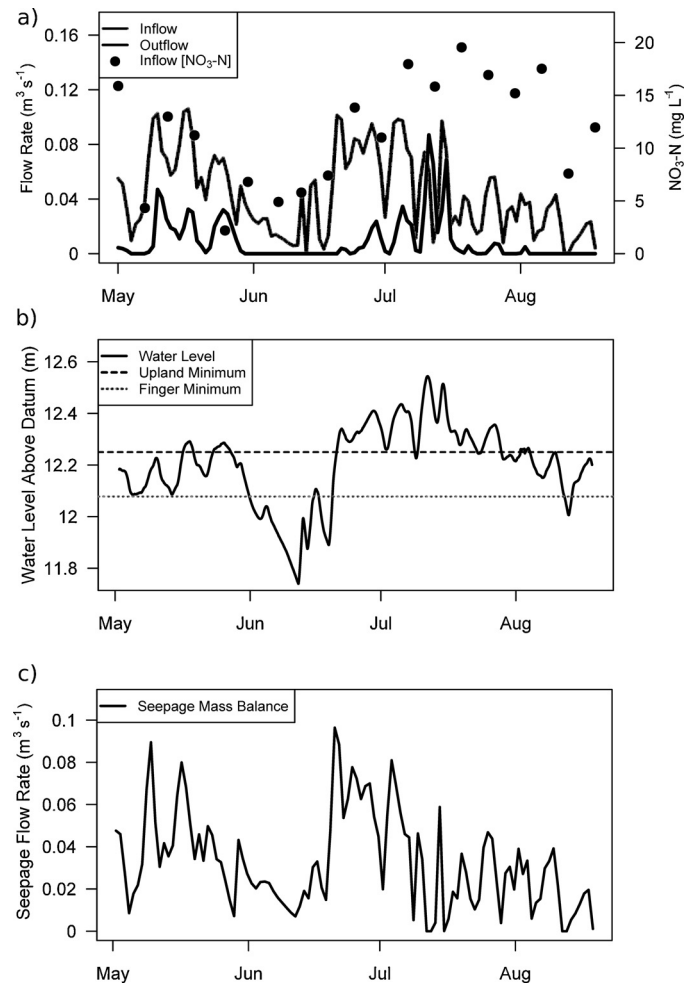 a)
Flow Rate (m³ s⁻¹)
0.16
0.12
0.08
0.04
0
Inflow
Outflow
Inflow [NO₃-N]
20
15
10
5
0
NO₃-N (mg L⁻¹)
May Jun Jul Aug
b)
Water Level Above Datum (m)
12.6
12.4
12.2
12
11.8
Water Level
Upland Minimum
Finger Minimum
May Jun Jul Aug
c)
Seepage Flow Rate (m³ s⁻¹)
0.1
0.08
0.06
0.04
0.02
0
Seepage Mass Balance
May Jun Jul Aug